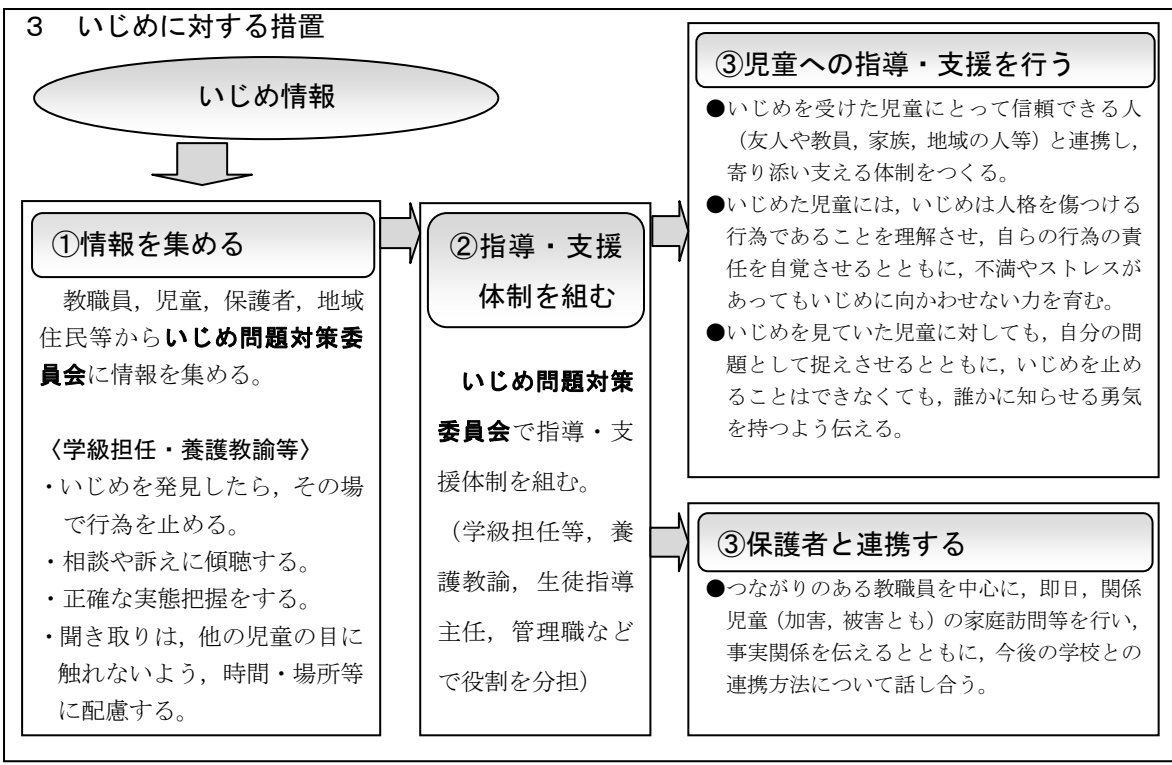 ３　いじめに対する措置
いじめ情報
①情報を集める
教職員，児童，保護者，地域
住民等からいじめ問題対策委
員会に情報を集める。
〈学級担任・養護教諭等〉
・いじめを発見したら，その場
で行為を止める。
・相談や訴えに傾聴する。
・正確な実態把握をする。
・聞き取りは，他の児童の目に
触れないよう，時間・場所等
に配慮する。
②指導・支援
体制を組む
いじめ問題対策
委員会で指導・支
援体制を組む。
（学級担任等，養
護教諭，生徒指導
主任，管理職など
で役割を分担）
③児童への指導・支援を行う
●いじめを受けた児童にとって信頼できる人
（友人や教員，家族，地域の人等）と連携し，
寄り添い支える体制をつくる。
●いじめた児童には，いじめは人格を傷つける
行為であることを理解させ，自らの行為の責
任を自覚させるとともに，不満やストレスが
あってもいじめに向かわせない力を育む。
●いじめを見ていた児童に対しても，自分の問
題として捉えさせるとともに，いじめを止め
ることはできなくても，誰かに知らせる勇気
を持つよう伝える。
③保護者と連携する
●つながりのある教職員を中心に，即日，関係
児童（加害，被害とも）の家庭訪問等を行い，
事実関係を伝えるとともに，今後の学校との
連携方法について話し合う。